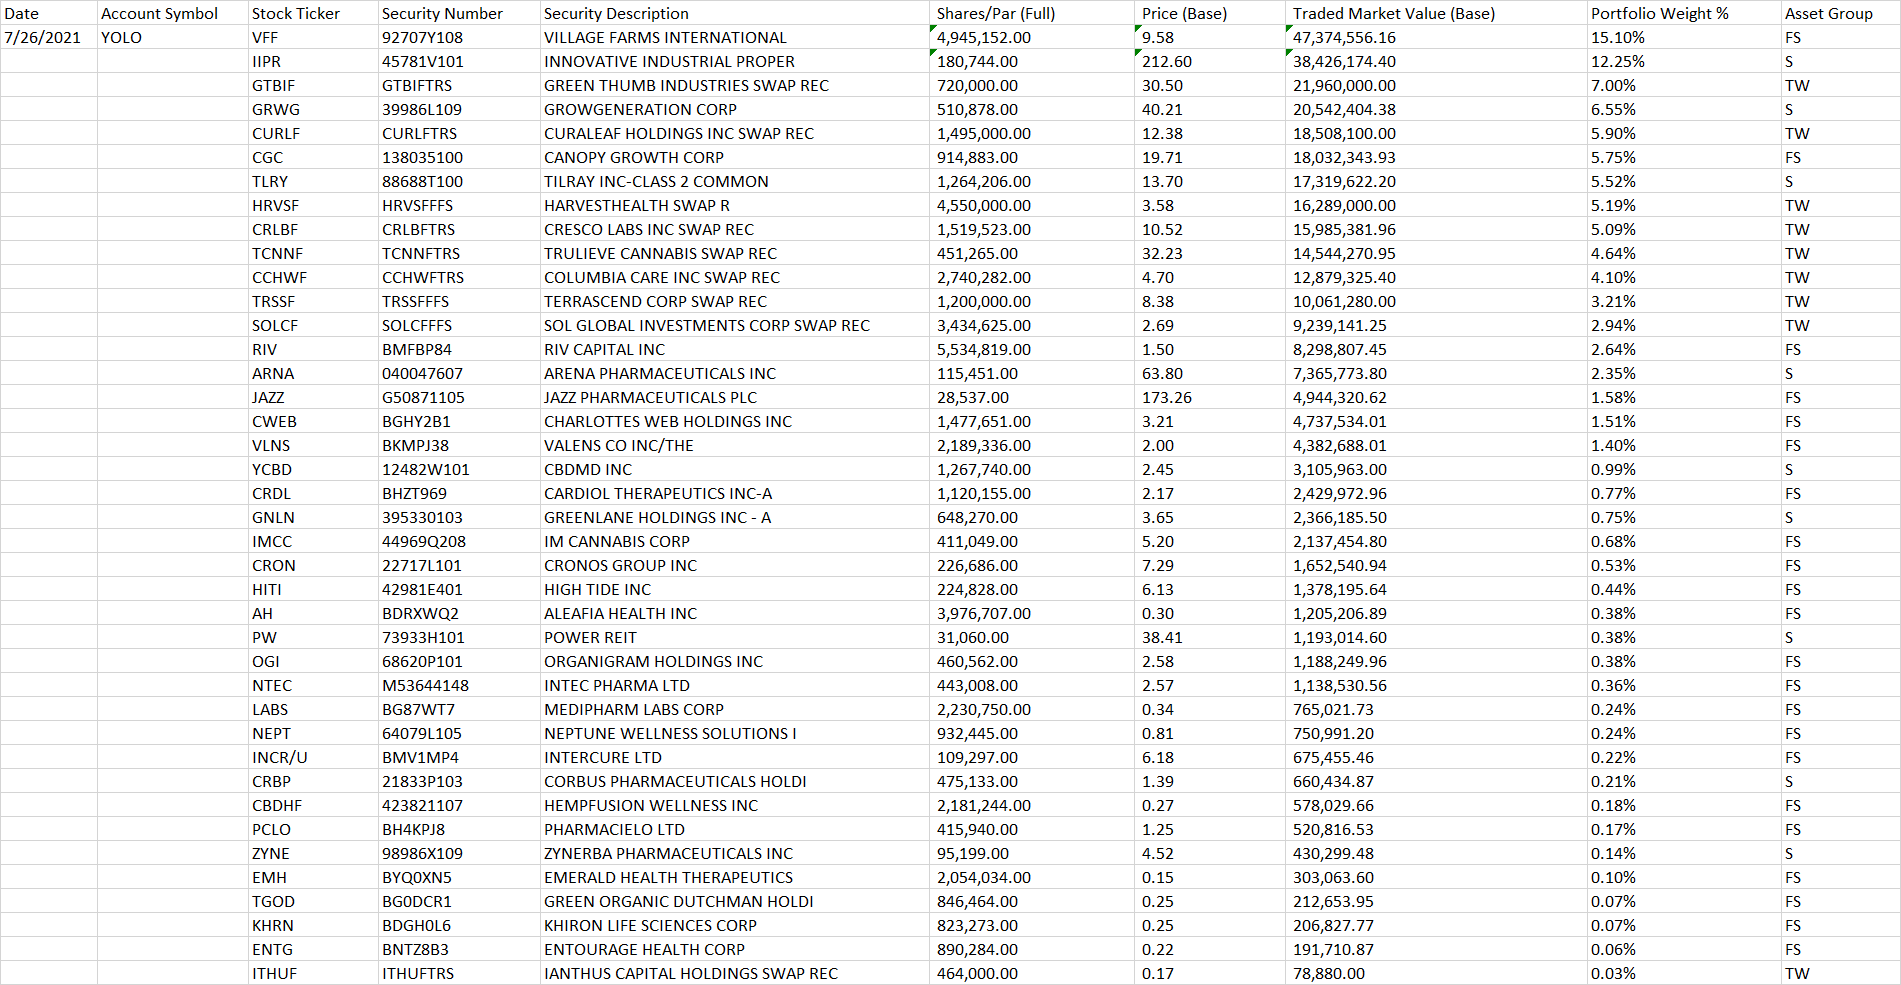 Date Account Symbol Stock Ticker Security Number Security Description Shares/Par (Full) Price (Base) Traded Market Value (Base) Portfolio Weight % Asset Group
7/26/2021 YOLO VFF 92707Y108 VILLAGE FARMS INTERNATIONAL 4,945,152.00 9.58 47,374,556.16 15.10% FS
IIPR 45781V101 INNOVATIVE INDUSTRIAL PROPER 180,744.00 212.60 38,426,174.40 12.25% S
GTBIF GTBIFTRS GREEN THUMB INDUSTRIES SWAP REC 720,000.00 30.50 21,960,000.00 7.00% TW
GRWG 39986L109 GROWGENERATION CORP 510,878.00 40.21 20,542,404.38 6.55% S
CURLF CURLFTRS CURALEAF HOLDINGS INC SWAP REC 1,495,000.00 12.38 18,508,100.00 5.90% TW
CGC 138035100 CANOPY GROWTH CORP 914,883.00 19.71 18,032,343.93 5.75% FS
TLRY 88688T100 TILRAY INC-CLASS 2 COMMON 1,264,206.00 13.70 17,319,622.20 5.52% S
HRVSF HRVSFFFS HARVESTHEALTH SWAP R 4,550,000.00 3.58 16,289,000.00 5.19% TW
CRLBF CRLBFTRS CRESCO LABS INC SWAP REC 1,519,523.00 10.52 15,985,381.96 5.09% TW
TCNNF TCNNFTRS TRULIEVE CANNABIS SWAP REC 451,265.00 32.23 14,544,270.95 4.64% TW
CCHWF CCHWFTRS COLUMBIA CARE INC SWAP REC 2,740,282.00 4.70 12,879,325.40 4.10% TW
TRSSF TRSSFFFS TERRASCEND CORP SWAP REC 1,200,000.00 8.38 10,061,280.00 3.21% TW
SOLCF SOLCFFFS SOL GLOBAL INVESTMENTS CORP SWAP REC 3,434,625.00 2.69 9,239,141.25 2.94% TW
RIV BMFBP84 RIV CAPITAL INC 5,534,819.00 1.50 8,298,807.45 2.64% FS
ARNA 040047607 ARENA PHARMACEUTICALS INC 115,451.00 63.80 7,365,773.80 2.35% S
JAZZ G50871105 JAZZ PHARMACEUTICALS PLC 28,537.00 173.26 4,944,320.62 1.58% FS
CWEB BGHY2B1 CHARLOTTES WEB HOLDINGS INC 1,477,651.00 3.21 4,737,534.01 1.51% FS
VLNS BKMPJ38 VALENS CO INC/THE 2,189,336.00 2.00 4,382,688.01 1.40% FS
YCBD 12482W101 CBDMD INC 1,267,740.00 2.45 3,105,963.00 0.99% S
CRDL BHZT969 CARDIOL THERAPEUTICS INC-A 1,120,155.00 2.17 2,429,972.96 0.77% FS
GNLN 395330103 GREENLANE HOLDINGS INC - A 648,270.00 3.65 2,366,185.50 0.75% S
IMCC 44969Q208 IM CANNABIS CORP 411,049.00 5.20 2,137,454.80 0.68% FS
CRON 22717L101 CRONOS GROUP INC 226,686.00 7.29 1,652,540.94 0.53% FS
HITI 42981E401 HIGH TIDE INC 224,828.00 6.13 1,378,195.64 0.44% FS
AH BDRXWQ2 ALEAFIA HEALTH INC 3,976,707.00 0.30 1,205,206.89 0.38% FS
PW 73933H101 POWER REIT 31,060.00 38.41 1,193,014.60 0.38% S
OGI 68620P101 ORGANIGRAM HOLDINGS INC 460,562.00 2.58 1,188,249.96 0.38% FS
NTEC M53644148 INTEC PHARMA LTD 443,008.00 2.57 1,138,530.56 0.36% FS
LABS BG87WT7 MEDIPHARM LABS CORP 2,230,750.00 0.34 765,021.73 0.24% FS
NEPT 64079L105 NEPTUNE WELLNESS SOLUTIONS I 932,445.00 0.81 750,991.20 0.24% FS
INCR/U BMV1MP4 INTERCURE LTD 109,297.00 6.18 675,455.46 0.22% FS
CRBP 21833P103 CORBUS PHARMACEUTICALS HOLDI 475,133.00 1.39 660,434.87 0.21% S
CBDHF 423821107 HEMPFUSION WELLNESS INC 2,181,244.00 0.27 578,029.66 0.18% FS
PCLO BH4KPJ8 PHARMACIELO LTD 415,940.00 1.25 520,816.53 0.17% FS
ZYNE 98986X109 ZYNERBA PHARMACEUTICALS INC 95,199.00 4.52 430,299.48 0.14% S
EMH BYQ0XN5 EMERALD HEALTH THERAPEUTICS 2,054,034.00 0.15 303,063.60 0.10% FS
TGOD BG0DCR1 GREEN ORGANIC DUTCHMAN HOLDI 846,464.00 0.25 212,653.95 0.07% FS
KHRN BDGH0L6 KHIRON LIFE SCIENCES CORP 823,273.00 0.25 206,827.77 0.07% FS
ENTG BNTZ8B3 ENTOURAGE HEALTH CORP 890,284.00 0.22 191,710.87 0.06% FS
ITHUF ITHUFTRS IANTHUS CAPITAL HOLDINGS SWAP REC 464,000.00 0.17 78,880.00 0.03% TW